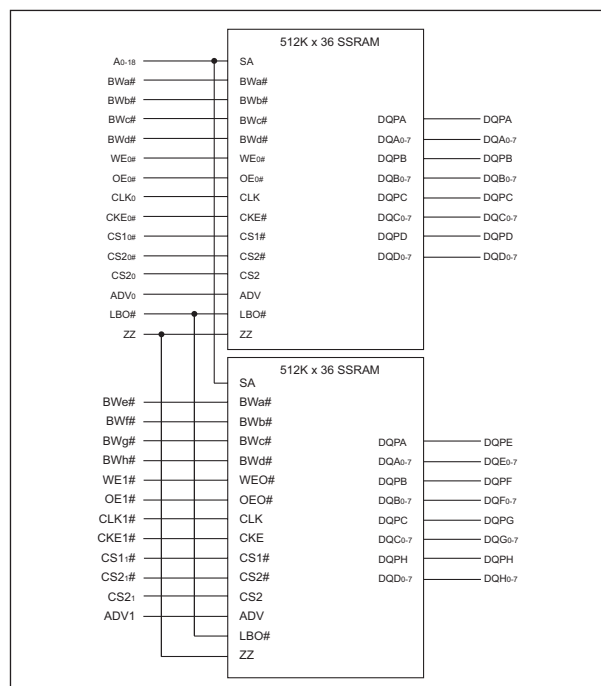 512K x 36 SSRAM
A0-18 SA
BWa# BWa#
BWb# BWb#
BWc# BWc# DQPA DQPA
BWd# BWd# DQA0-7 DQA0-7
WE0# WE0# DQPB DQPB
OE0# OE0# DQB0-7 DQB0-7
CLK0 CLK DQPC DQPC
CKE0# CKE# DQC0-7 DQC0-7
CS10# CS1# DQPD DQPD
CS20# CS2# DQD0-7 DQD0-7
CS20 CS2
ADV0 ADV
LBO# LBO#
ZZ ZZ
512K x 36 SSRAM
SA
BWe# BWa#
BWf# BWb#
BWg# BWc# DQPA DQPE
BWh# BWd# DQA0-7 DQE0-7
WE1# WEO# DQPB DQPF
OE1# OEO# DQB0-7 DQF0-7
CLK1# CLK DQPC DQPG
CKE1# CKE DQC0-7 DQG0-7
CS11# CS1# DQPH DQPH
CS21# CS2# DQD0-7 DQH0-7
CS21 CS2
ADV1 ADV
LBO#
ZZ